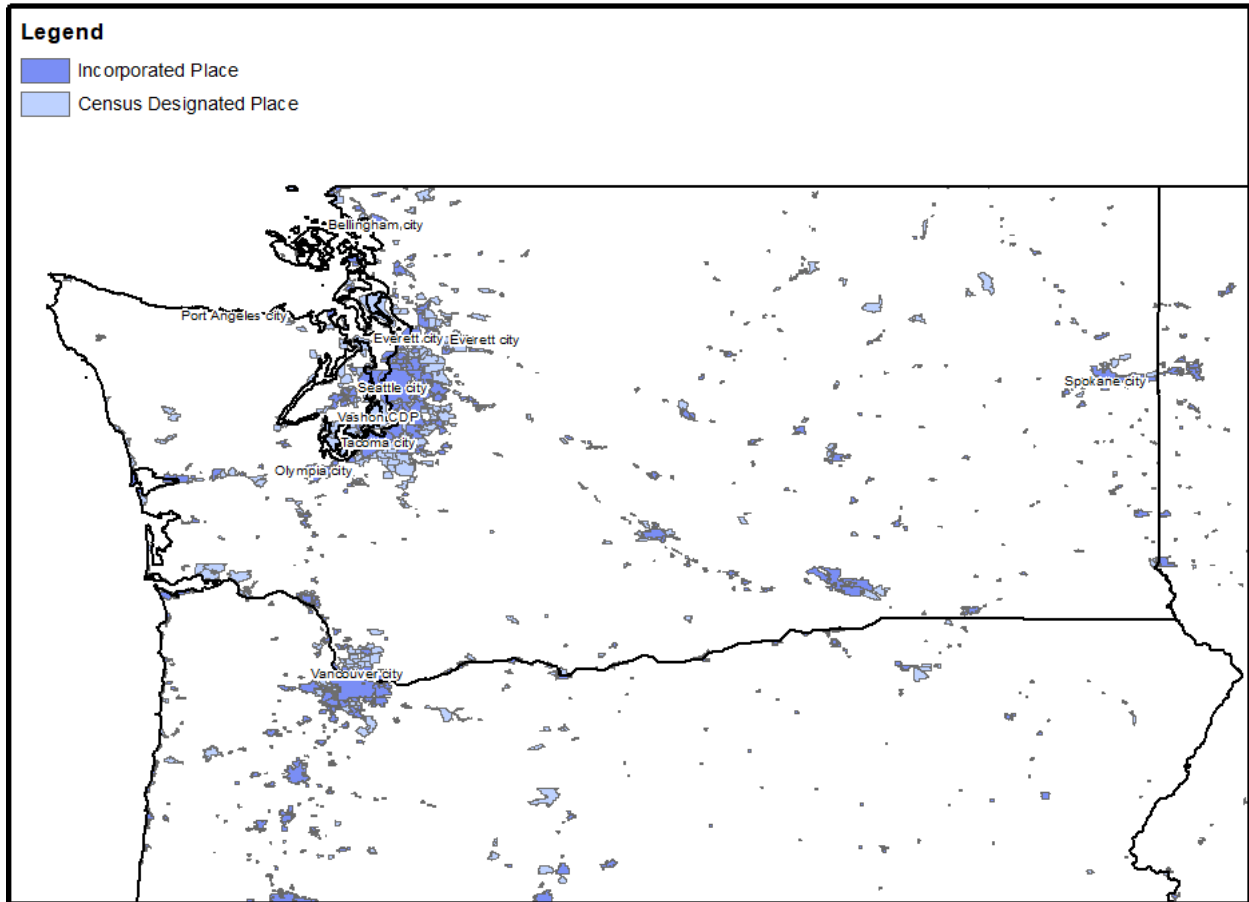 Legend
Incorporated Place
Census Designated Place
Bellingham city
Port Angeles city
Everett city
Everett city
Seattle city
Spokane city
Vashon CDP
Tacoma city
Olympia city
Vancouver city